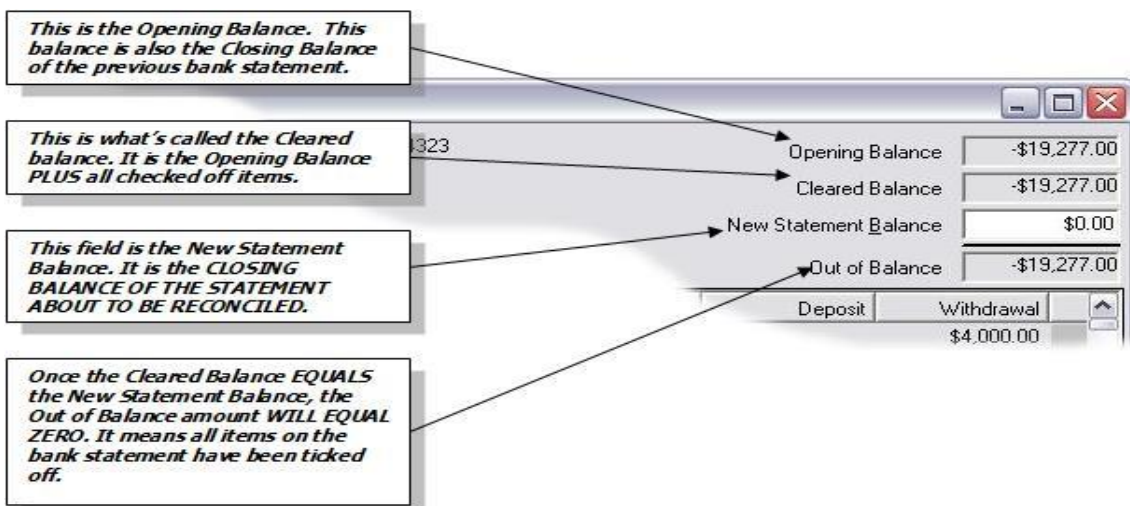 This is the Opening Balance.  This
balance is also the Closing Balance
of the previous bank statement.
This is what's called the Cleared
balance. It is the Opening Balance
PLUS all checked off items.
This field is the New Statement
Balance. It is the CLOSING
BALANCE OF THE STATEMENT
ABOUT TO BE RECONCILED.
Once the Cleared Balance EQUALS
the New Statement Balance, the
Out of Balance amount WILL EQUAL
ZERO. It means all items on the
bank statement have been ticked
off.
4323
Opening Balance -$19,277.00
Cleared Balance -$19,277.00
New Statement Balance $0.00
Out of Balance -$19,277.00
Deposit Withdrawal
$4,000.00